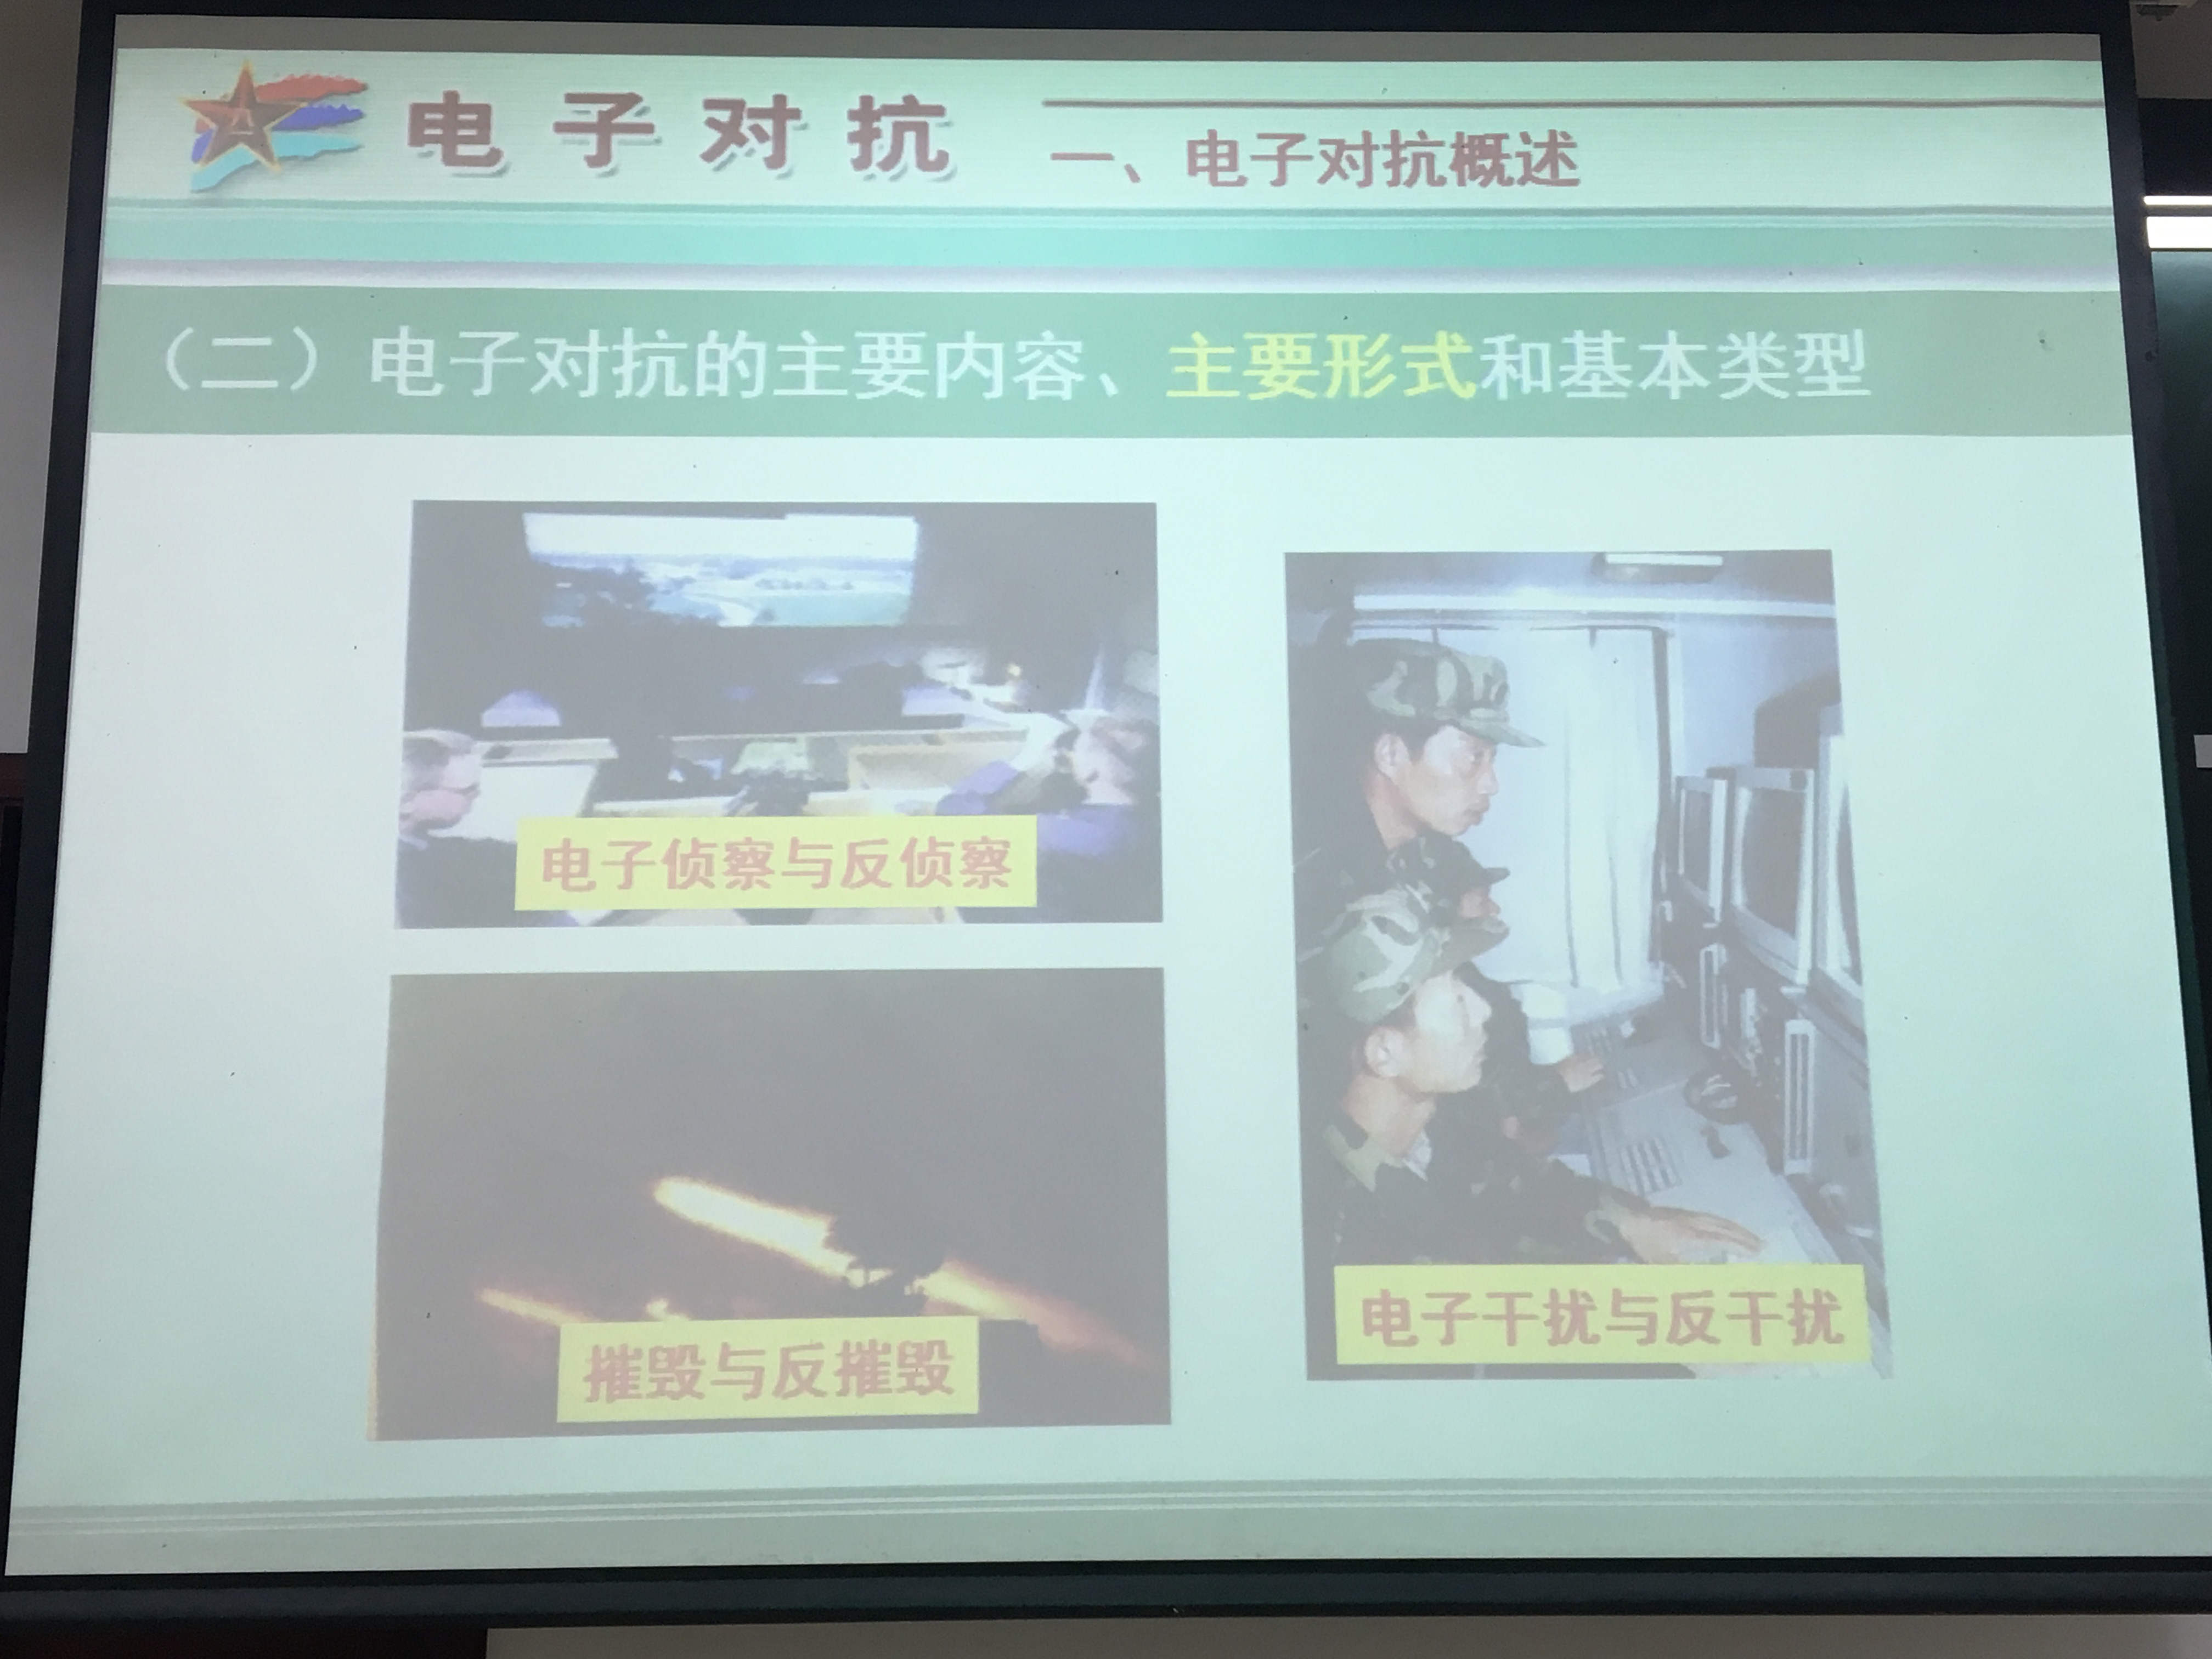 电子对抗
一、电子对抗概述
（二）电子对抗的主要内容、主要形式和基本类型
电子侦察与反侦察
摧毁与反摧毁
电子干扰与反干扰